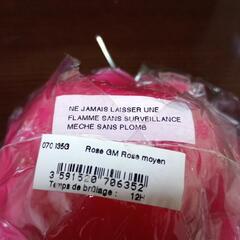 NE JAMAIS LAISSER UNE
FLAMME SANS SURVEILLANCE
MECHE SANS PLOMB
070 135G Rose GM Rose moyen
3 591520 706352
Temps de brûlage : 12H